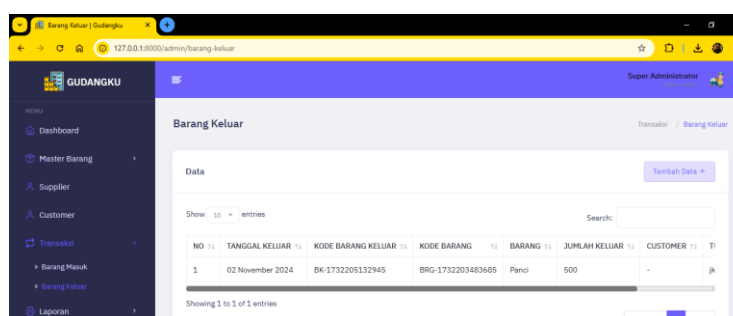 Barang Keluar | Gudangku
127.0.0.1:8000/admin/barang-keluar
GUDANGKU
Super Administrator
MENU
Dashboard
Master Barang
Supplier
Customer
Transaksi
Barang Masuk
Barang Keluar
Laporan
Barang Keluar
Transaksi / Barang Keluar
Data
Tambah Data +
Show 10 entries
Search:
NO TANGGAL KELUAR KODE BARANG KELUAR KODE BARANG BARANG JUMLAH KELUAR CUSTOMER
1 02 November 2024 BK-1732205132945 BRG-1732203483685 Panci 500 -
Showing 1 to 1 of 1 entries